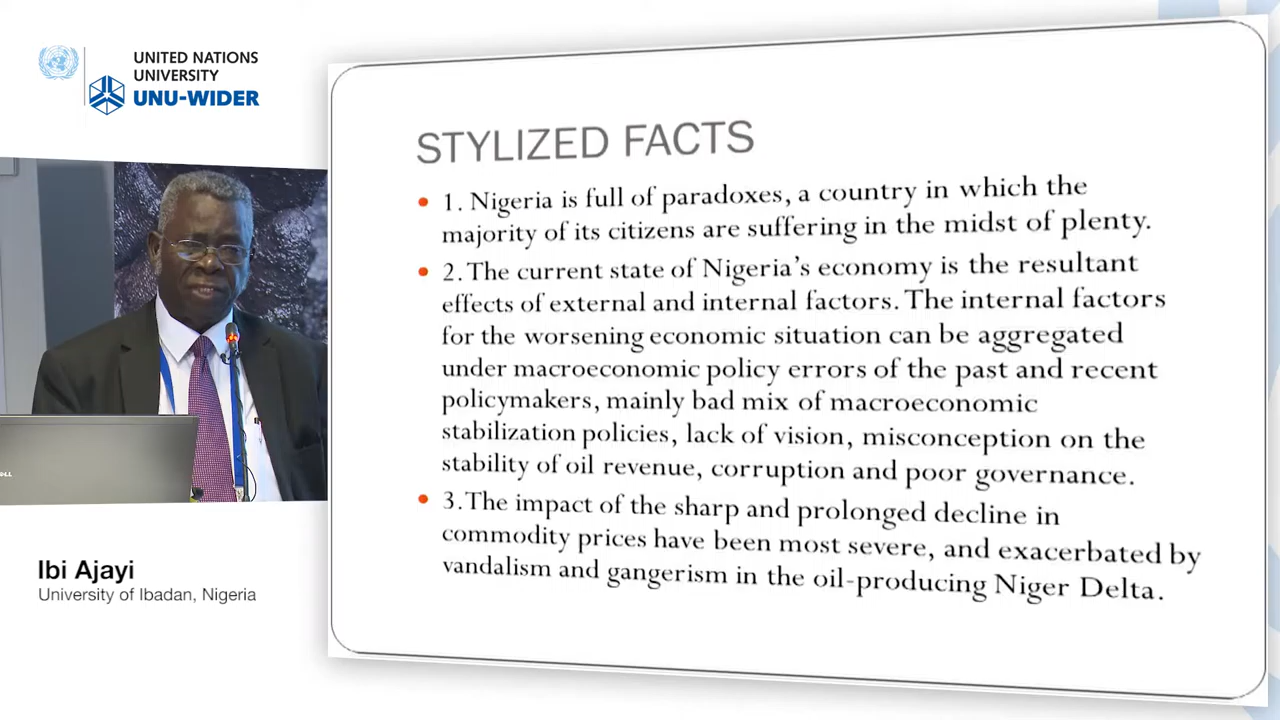 UNITED NATIONS
UNIVERSITY
UNU-WIDER
STYLIZED FACTS
• 1. Nigeria is full of paradoxes, a country in which the
majority of its citizens are suffering in the midst of plenty.
• 2. The current state of Nigeria's economy is the resultant
effects of external and internal factors. The internal factors
for the worsening economic situation can be aggregated
under macroeconomic policy errors of the past and recent
policymakers, mainly bad mix of macroeconomic
stabilization policies, lack of vision, misconception on the
stability of oil revenue, corruption and poor governance.
• 3. The impact of the sharp and prolonged decline in
commodity prices have been most severe, and exacerbated by
vandalism and gangerism in the oil-producing Niger Delta.
DELL
Ibi Ajayi
University of Ibadan, Nigeria